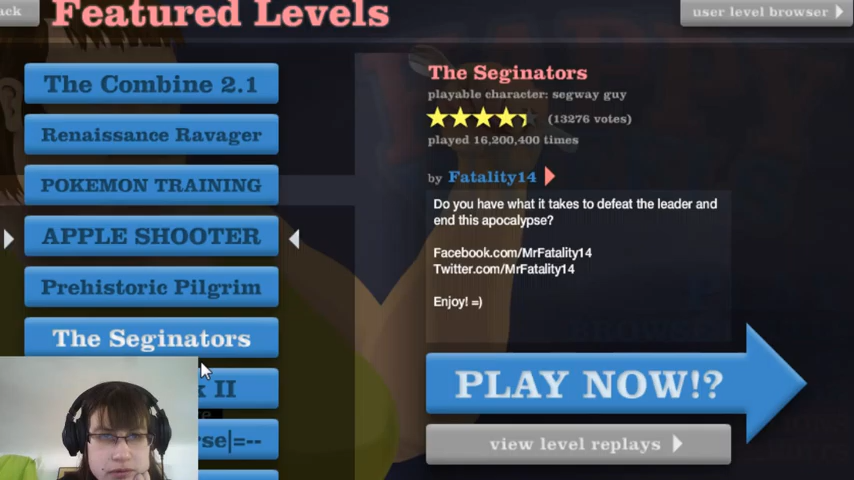 ack
Featured Levels
user level browser
The Combine 2.1
Renaissance Ravager
POKEMON TRAINING
APPLE SHOOTER
Prehistoric Pilgrim
The Seginators
II
rse|=--
The Seginators
playable character: segway guy
(13276 votes)
played 16,200,400 times
by Fatality14
Do you have what it takes to defeat the leader and
end this apocalypse?
Facebook.com/MrFatality14
Twitter.com/MrFatality14
Enjoy! =)
PLAY NOW!?
view level replays